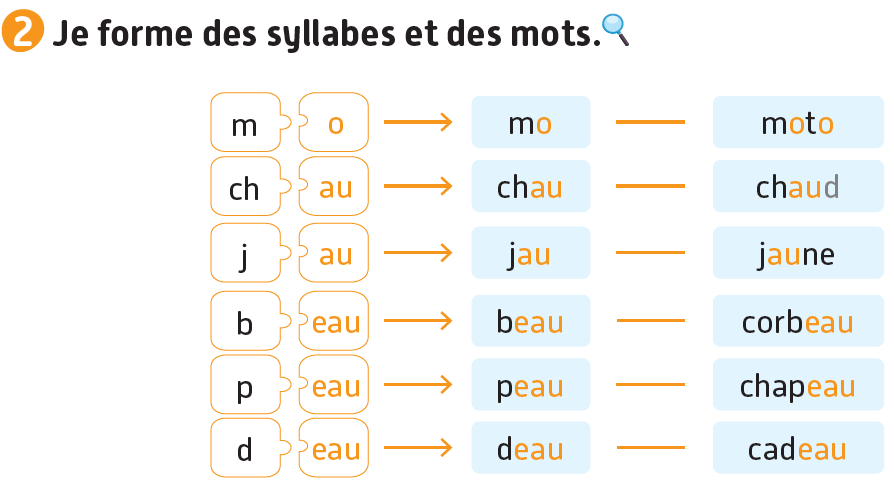 2 Je forme des syllabes et des mots.
m o mo moto
ch au chau chaud
j au jau jaune
b eau beau corbeau
p eau peau chapeau
d eau deau cadeau